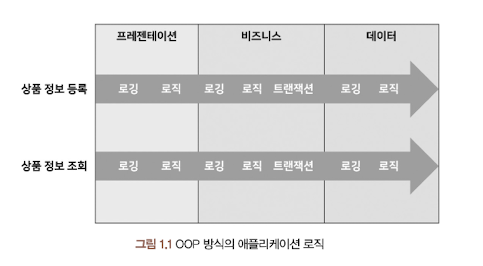 프레젠테이션 비즈니스 데이터
상품 정보 등록 로깅 로직 로깅 로직 트랜잭션 로깅 로직
상품 정보 조회 로깅 로직 로깅 로직 트랜잭션 로깅 로직
그림 1.1 OOP 방식의 애플리케이션 로직